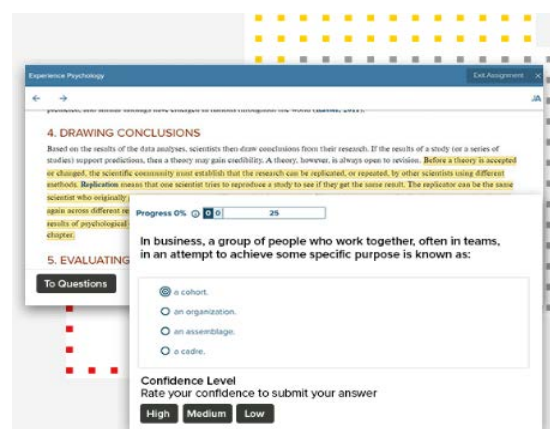 Experience Psychology
Exit Assignment X
← →
4. DRAWING CONCLUSIONS
Based on the results of the data analyses, scientists then draw conclusions from their research. If the results of a study (or a series of
studies) support predictions, then a theory may gain credibility. A theory, however, is always open to revision. Before a theory is accepted
or changed, the scientific community must establish that the research can be replicated, or repeated, by other scientists using different
methods. Replication means that one scientist tries to reproduce a study to see if they get the same result. The replicator can be the same
scientist who originally
again across different re
results of psychological
chapter.
5. EVALUATING
To Questions
Progress 0% 0 0 25
In business, a group of people who work together, often in teams,
in an attempt to achieve some specific purpose is known as:
a cohort.
an organization.
an assemblage.
a cadre.
Confidence Level
Rate your confidence to submit your answer
High Medium Low